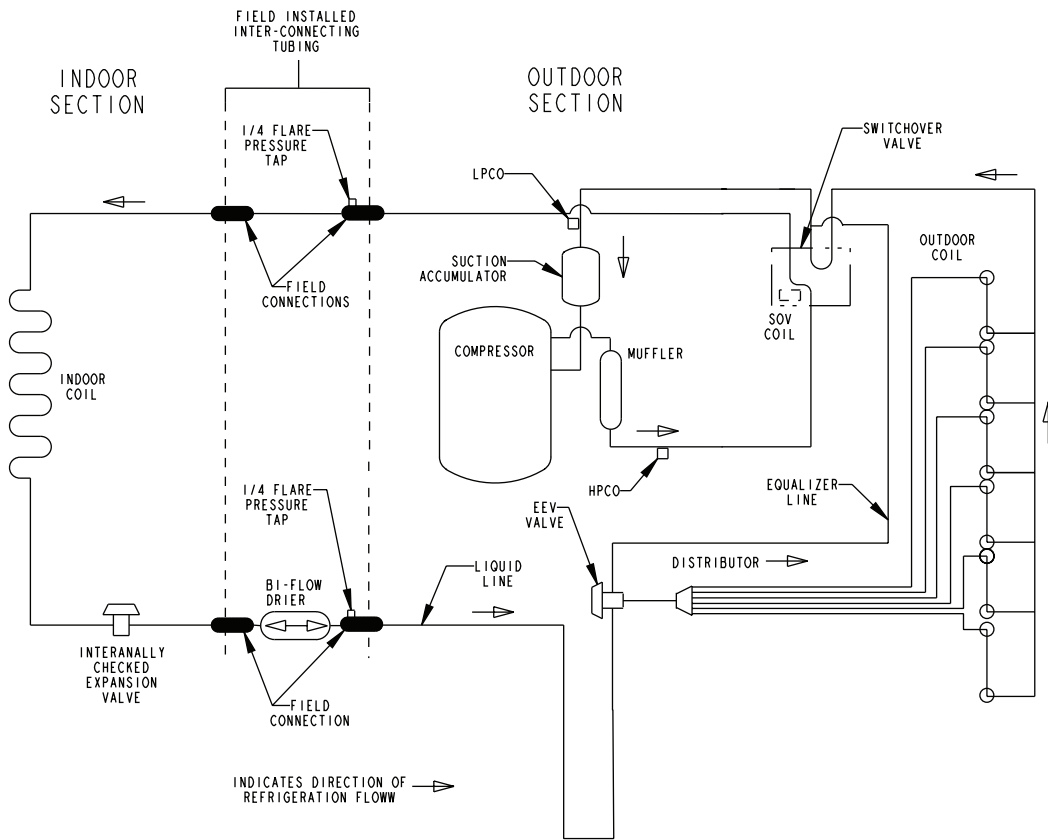 FIELD INSTALLED
INTER-CONNECTING
TUBING
INDOOR
SECTION
OUTDOOR
SECTION
1/4 FLARE
PRESSURE
TAP
SWITCHOVER
VALVE
LPCO
SUCTION
ACCUMULATOR
OUTDOOR
COIL
FIELD
CONNECTIONS
SOV
COIL
COMPRESSOR
MUFFLER
INDOOR
COIL
1/4 FLARE
PRESSURE
TAP
HPCO
EQUALIZER
LINE
EEV
VALVE
DISTRIBUTOR
LIQUID
LINE
BI-FLOW
DRIER
INTERANALLY
CHECKED
EXPANSION
VALVE
FIELD
CONNECTION
INDICATES DIRECTION OF
REFRIGERATION FLOWW